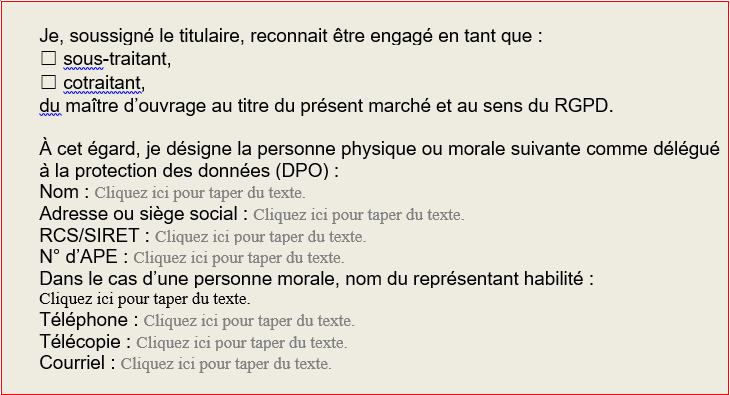 Je, soussigné le titulaire, reconnait être engagé en tant que :
☐ sous-traitant,
☐ cotraitant,
du maître d’ouvrage au titre du présent marché et au sens du RGPD.
À cet égard, je désigne la personne physique ou morale suivante comme délégué
à la protection des données (DPO) :
Nom : Cliquez ici pour taper du texte.
Adresse ou siège social : Cliquez ici pour taper du texte.
RCS/SIRET : Cliquez ici pour taper du texte.
N° d’APE : Cliquez ici pour taper du texte.
Dans le cas d’une personne morale, nom du représentant habilité :
Cliquez ici pour taper du texte.
Téléphone : Cliquez ici pour taper du texte.
Télécopie : Cliquez ici pour taper du texte.
Courriel : Cliquez ici pour taper du texte.